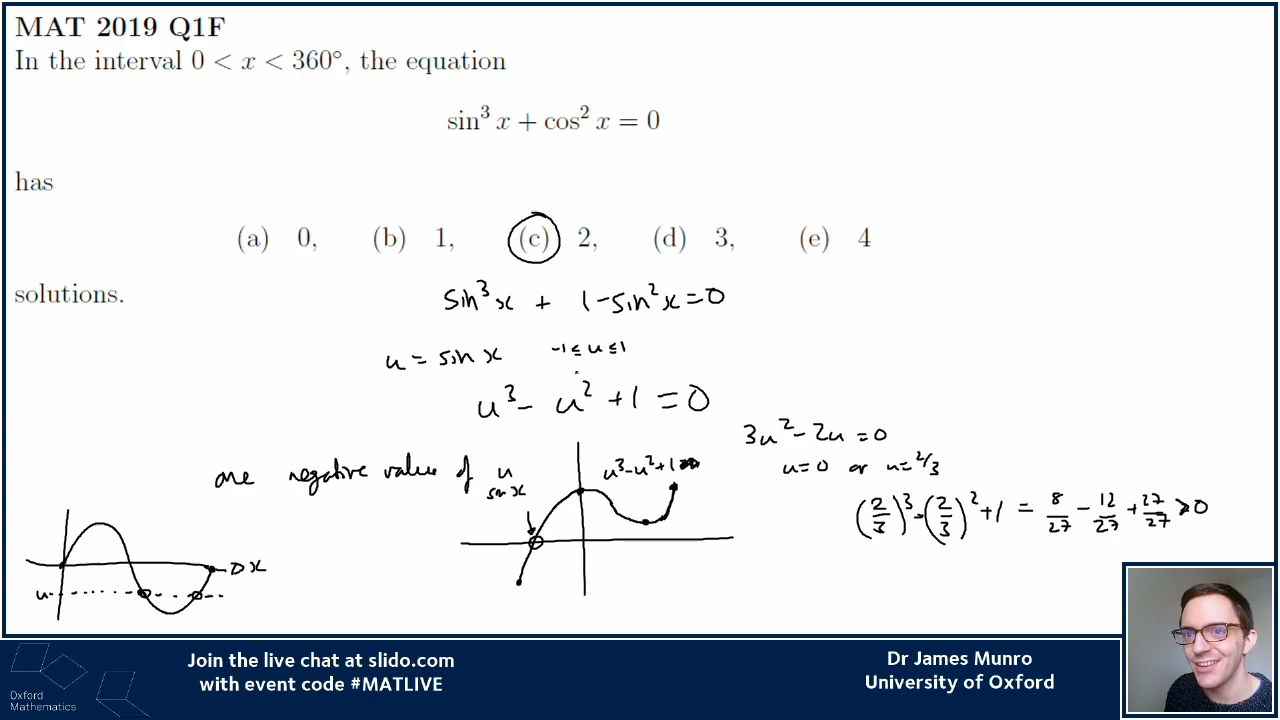 MAT 2019 Q1F
In the interval 0 < x < 360°, the equation
sin³ x + cos² x = 0
has
(a) 0, (b) 1, (c) 2, (d) 3, (e) 4
solutions.
sin³x + 1-sin²x=0
u = sin x -1≤u≤1
u³ - u² + 1 = 0
3u² - 2u = 0
u=0 or u=2/3
(2/3)³ - (2/3)² + 1 = 8/27 - 12/27 + 27/27 > 0
one negative value of u
sin x
u³-u²+1
x
u
Join the live chat at slido.com
with event code #MATLIVE
Dr James Munro
University of Oxford
Oxford
Mathematics